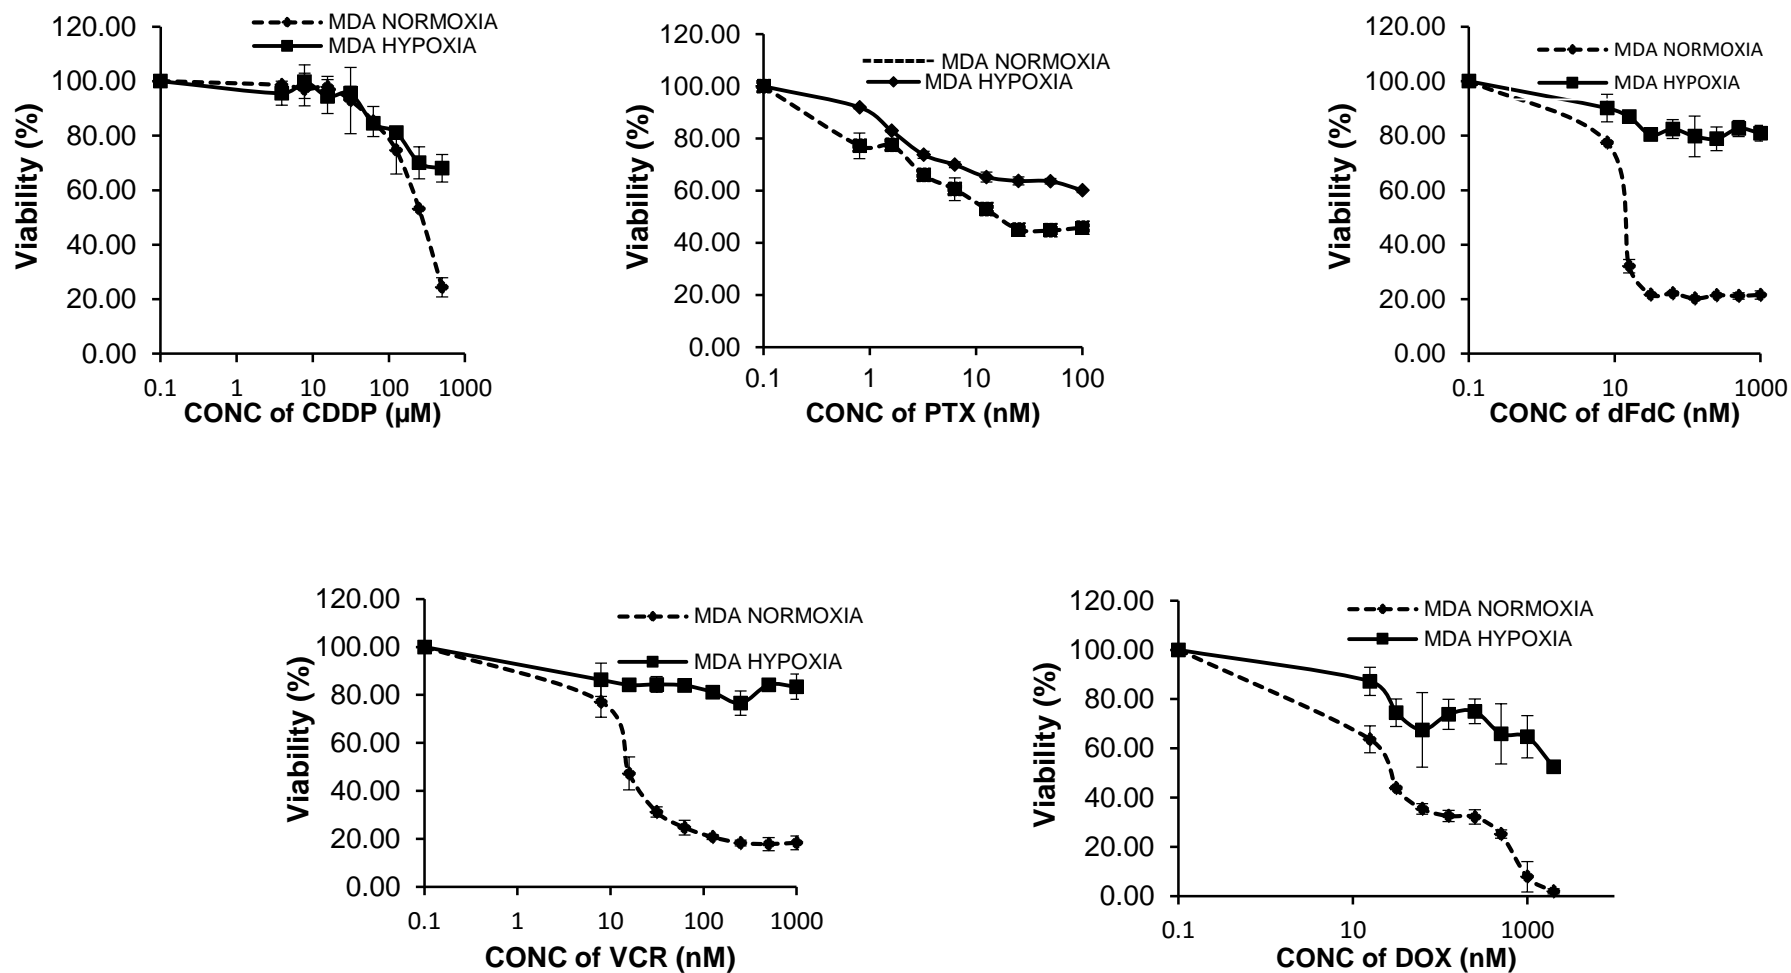 MDA NORMOXIA
MDA HYPOXIA
120.00
100.00
80.00
60.00
40.00
20.00
0.00
Viability (%)
0.1 1 10 100 1000
CONC of CDDP (µM)
MDA NORMOXIA
MDA HYPOXIA
120.00
100.00
80.00
60.00
40.00
20.00
0.00
Viability (%)
0.1 1 10 100
CONC of PTX (nM)
MDA NORMOXIA
MDA HYPOXIA
120.00
100.00
80.00
60.00
40.00
20.00
0.00
Viability (%)
0.1 10 1000
CONC of dFdC (nM)
MDA NORMOXIA
MDA HYPOXIA
120.00
100.00
80.00
60.00
40.00
20.00
0.00
Viability (%)
0.1 1 10 100 1000
CONC of VCR (nM)
MDA NORMOXIA
MDA HYPOXIA
120.00
100.00
80.00
60.00
40.00
20.00
0.00
Viability (%)
0.1 10 1000
CONC of DOX (nM)